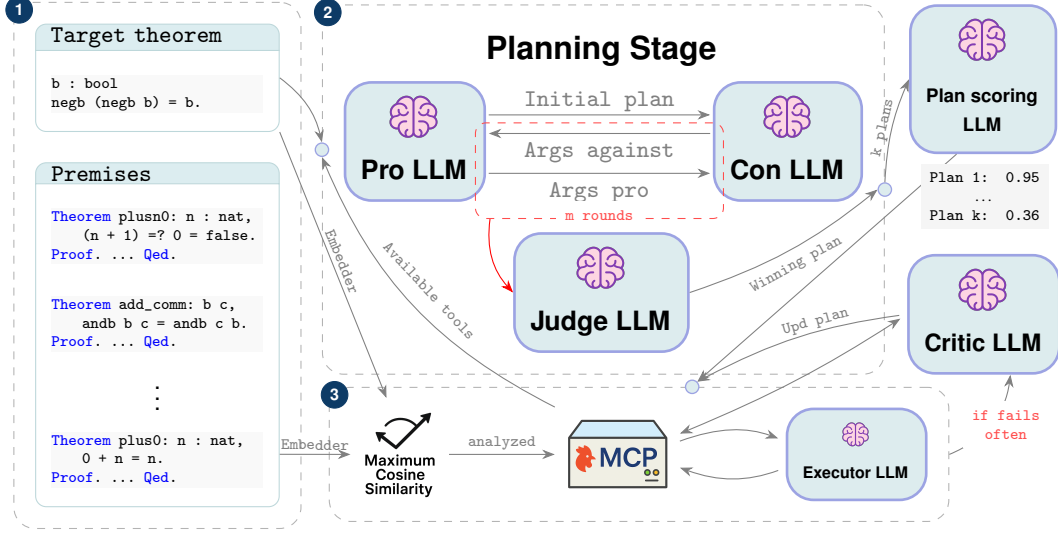 1
Target theorem
b : bool
negb (negb b) = b.
Premises
Theorem plusn0: n : nat,
(n + 1) =? 0 = false.
Proof. ... Qed.
Theorem add_comm: b c,
andb b c = andb c b.
Proof. ... Qed.
⋮
Theorem plus0: n : nat,
0 + n = n.
Proof. ... Qed.
2
Planning Stage
Pro LLM
Initial plan
Args against
Args pro
m rounds
Con LLM
Judge LLM
k plans
Plan scoring
LLM
Plan 1: 0.95
...
Plan k: 0.36
Winning plan
Available tools
Embedder
Upd plan
Critic LLM
3
Embedder
Maximum
Cosine
Similarity
analyzed
MCP
Executor LLM
if fails
often